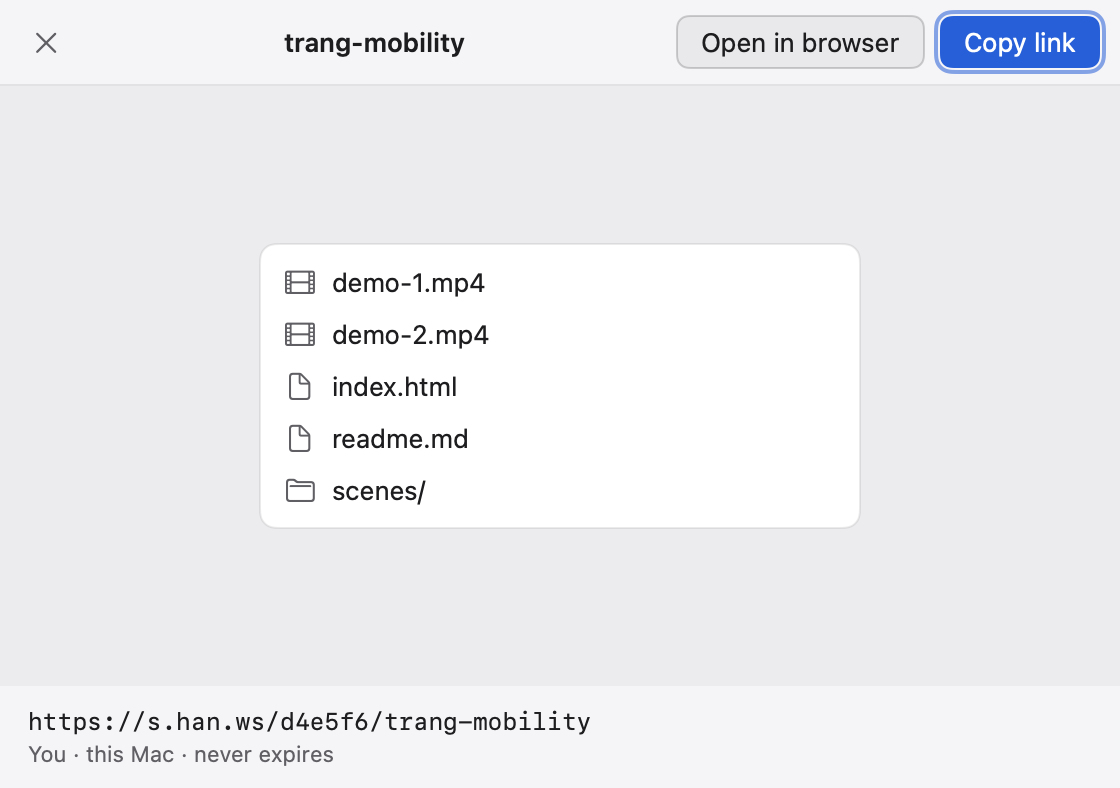 trang-mobility
Open in browser
Copy link
demo-1.mp4
demo-2.mp4
index.html
readme.md
scenes/
https://s.han.ws/d4e5f6/trang-mobility
You · this Mac · never expires